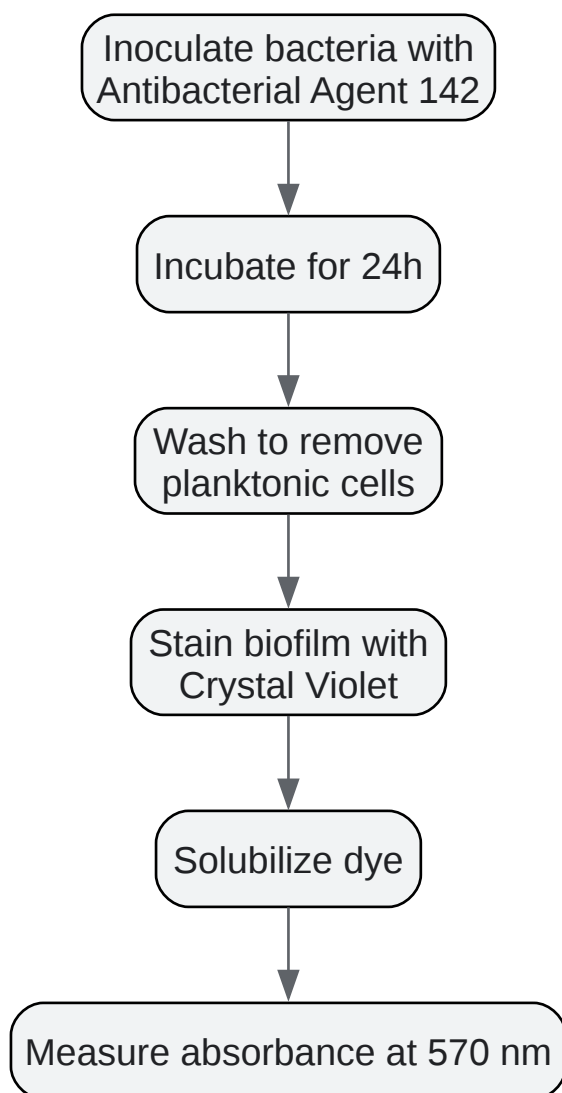 Inoculate bacteria with
Antibacterial Agent 142
Incubate for 24h
Wash to remove
planktonic cells
Stain biofilm with
Crystal Violet
Solubilize dye
Measure absorbance at 570 nm